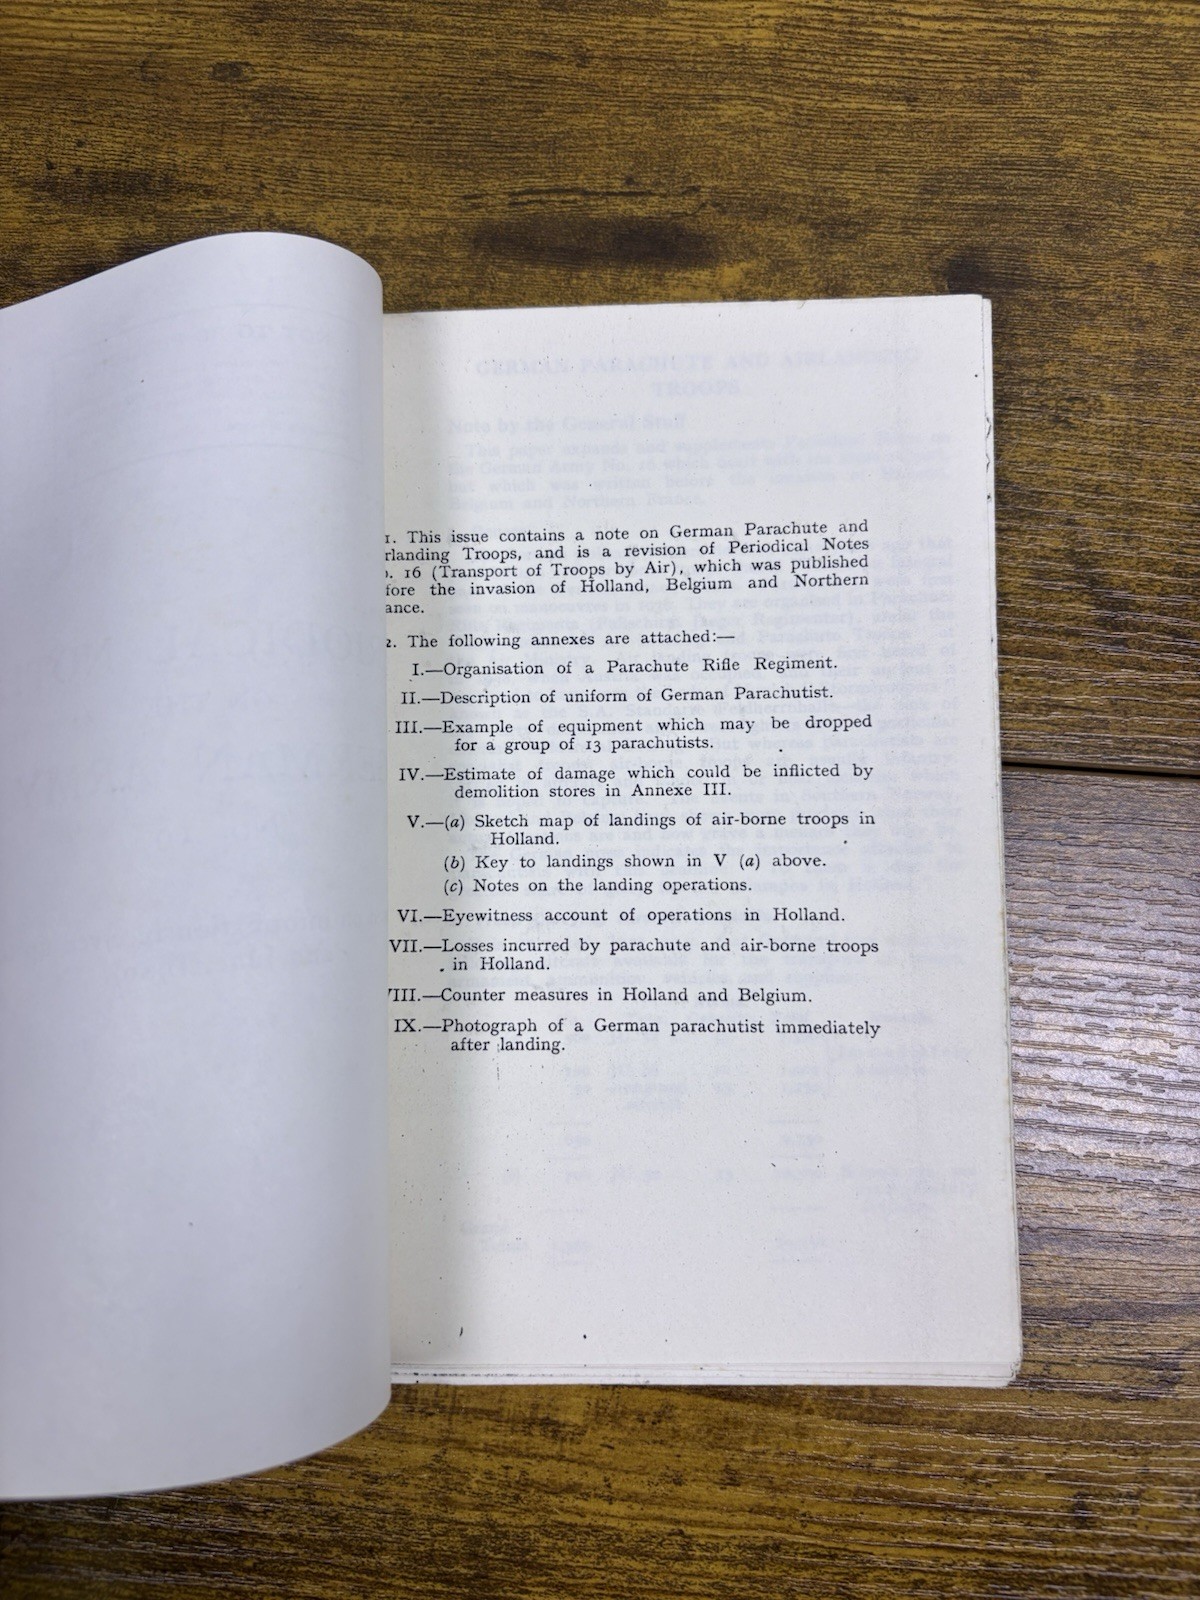 1. This issue contains a note on German Parachute and
rlanding Troops, and is a revision of Periodical Notes
o. 16 (Transport of Troops by Air), which was published
fore the invasion of Holland, Belgium and Northern
ance.
2. The following annexes are attached:—
I.—Organisation of a Parachute Rifle Regiment.
II.—Description of uniform of German Parachutist.
III.—Example of equipment which may be dropped
for a group of 13 parachutists.
IV.—Estimate of damage which could be inflicted by
demolition stores in Annexe III.
V.—(a) Sketch map of landings of air-borne troops in
Holland.
(b) Key to landings shown in V (a) above.
(c) Notes on the landing operations.
VI.—Eyewitness account of operations in Holland.
VII.—Losses incurred by parachute and air-borne troops
in Holland.
VIII.—Counter measures in Holland and Belgium.
IX.—Photograph of a German parachutist immediately
after landing.